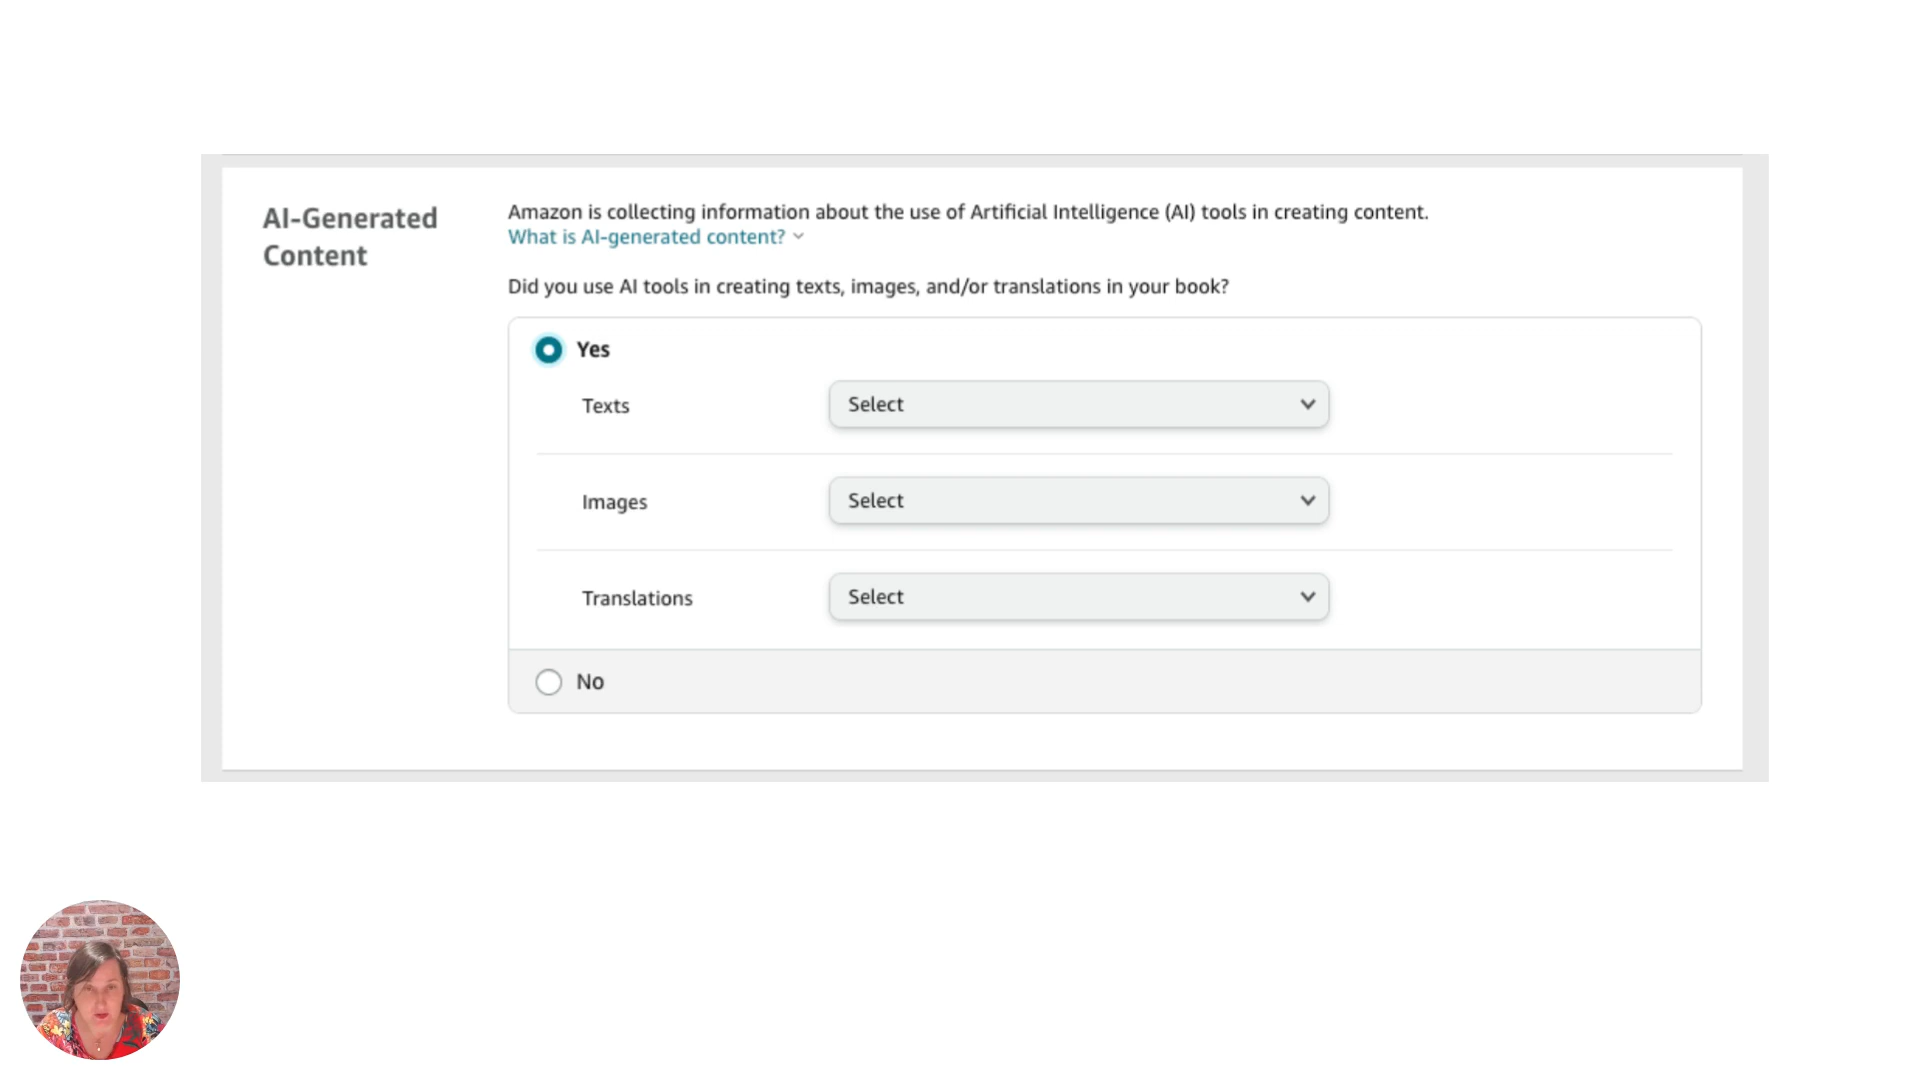 AI-Generated
Content
Amazon is collecting information about the use of Artificial Intelligence (AI) tools in creating content.
What is AI-generated content?
Did you use AI tools in creating texts, images, and/or translations in your book?
Yes
Texts
Select
Images
Select
Translations
Select
No